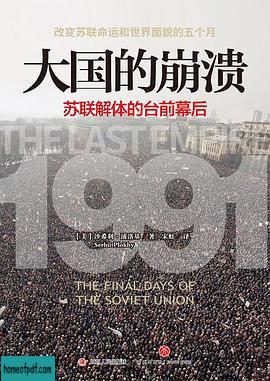 改变苏联命运和世界面貌的五个月
大国的崩溃
苏联解体的台前幕后
THE LAST EMPIRE
1991
【美】沙希利·浦洛基 著 宋虹 译
Serhii Plokhy
THE FINAL DAYS OF
THE SOVIET UNION
homeofpdf.com